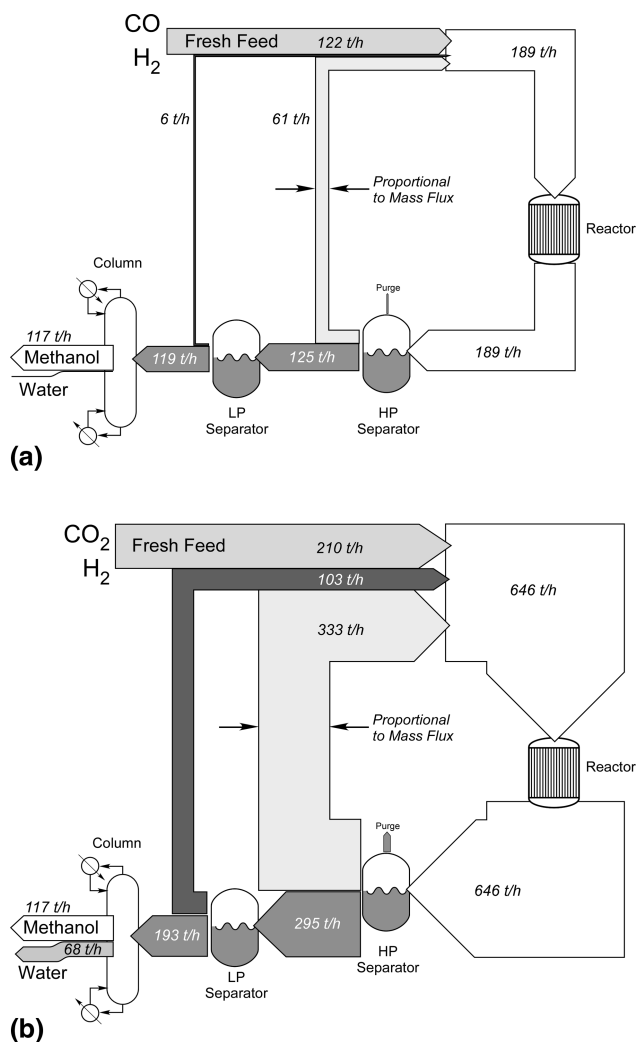 CO
H2
Fresh Feed 122 t/h
189 t/h
6 t/h
61 t/h
Proportional
to Mass Flux
Reactor
Column
Purge
117 t/h
Methanol
Water
119 t/h
125 t/h
189 t/h
LP
Separator
HP
Separator
(a)
CO2
H2
Fresh Feed 210 t/h
103 t/h
333 t/h
646 t/h
Proportional
to Mass Flux
Reactor
Column
Purge
117 t/h
Methanol
68 t/h
Water
193 t/h
295 t/h
646 t/h
LP
Separator
HP
Separator
(b)